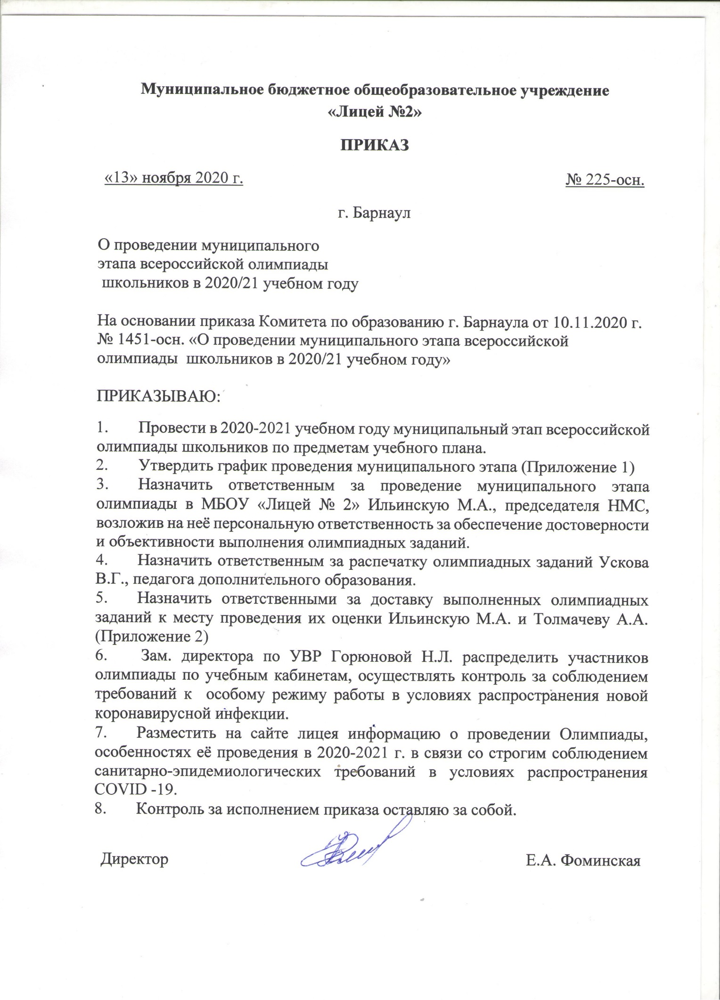 Муниципальное бюджетное общеобразовательное учреждение
«Лицей №2»
ПРИКАЗ
«13» ноября 2020 г.
№ 225-осн.
г. Барнаул
О проведении муниципального
этапа всероссийской олимпиады
школьников в 2020/21 учебном году
На основании приказа Комитета по образованию г. Барнаула от 10.11.2020 г.
№ 1451-осн. «О проведении муниципального этапа всероссийской
олимпиады школьников в 2020/21 учебном году»
ПРИКАЗЫВАЮ:
1. Провести в 2020-2021 учебном году муниципальный этап всероссийской
олимпиады школьников по предметам учебного плана.
2. Утвердить график проведения муниципального этапа (Приложение 1)
3. Назначить ответственным за проведение муниципального этапа
олимпиады в МБОУ «Лицей № 2» Ильинскую М.А., председателя НМС,
возложив на неё персональную ответственность за обеспечение достоверности
и объективности выполнения олимпиадных заданий.
4. Назначить ответственным за распечатку олимпиадных заданий Ускова
В.Г., педагога дополнительного образования.
5. Назначить ответственными за доставку выполненных олимпиадных
заданий к месту проведения их оценки Ильинскую М.А. и Толмачеву А.А.
(Приложение 2)
6. Зам. директора по УВР Горюновой Н.Л. распределить участников
олимпиады по учебным кабинетам, осуществлять контроль за соблюдением
требований к особому режиму работы в условиях распространения новой
коронавирусной инфекции.
7. Разместить на сайте лицея информацию о проведении Олимпиады,
особенностях её проведения в 2020-2021 г. в связи со строгим соблюдением
санитарно-эпидемиологических требований в условиях распространения
COVID -19.
8. Контроль за исполнением приказа оставляю за собой.
Директор
Е.А. Фоминская